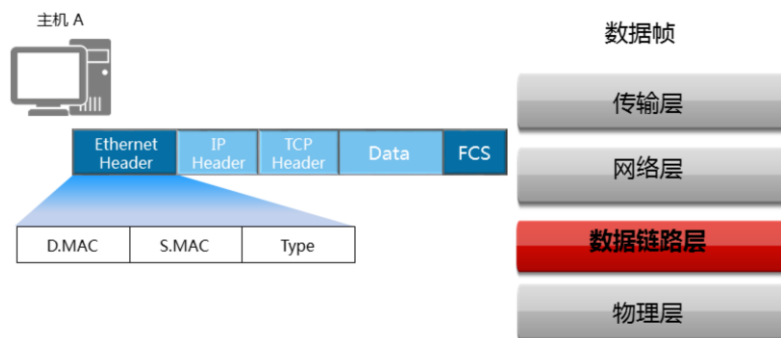 主机 A
数据帧
传输层
Ethernet
Header
IP
Header
TCP
Header
Data
FCS
网络层
D.MAC
S.MAC
Type
数据链路层
物理层